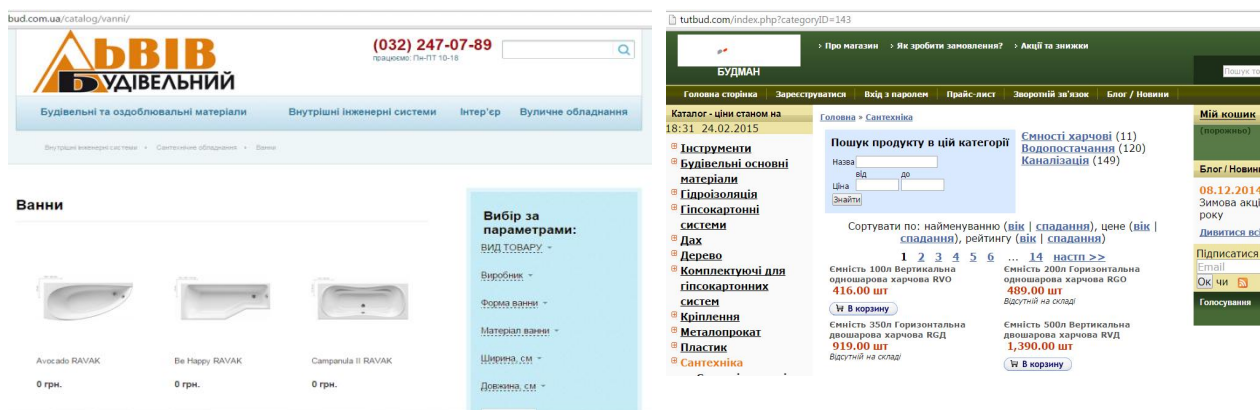 bud.com.ua/catalog/vanni/
ЬВІВ
БУДІВЕЛЬНИЙ
(032) 247-07-89
працюємо: Пн-ПТ 10-18
Будівельні та оздоблювальні матеріали Внутрішні інженерні системи Інтер'єр Вуличне обладнання
Внутрішні інженерні системи • Сантехнічне обладнання • Ванни
Ванни
Вибір за
параметрами:
ВИД ТОВАРУ
Виробник
Форма ванни
Матеріал ванни
Ширина, см
Довжина, см
Avocado RAVAK
0 грн.
Be Happy RAVAK
0 грн.
Campanula II RAVAK
0 грн.
tutbud.com/index.php?categoryID=143
БУДМАН
› Про магазин › Як зробити замовлення? › Акції та знижки
Пошук то
Головна сторінка Зареєструватися Вхід з паролем Прайс-лист Зворотній зв'язок Блог / Новини
Каталог - ціни станом на
18:31 24.02.2015
Інструменти
Будівельні основні
матеріали
Гідроізоляція
Гіпсокартонні
системи
Дах
Дерево
Комплектуючі для
гіпсокартонних
систем
Кріплення
Металопрокат
Пластик
Сантехніка
Головна » Сантехніка
Пошук продукту в цій категорії
Назва
від до
Ціна
Знайти
Ємності харчові (11)
Водопостачання (120)
Каналізація (149)
Сортувати по: найменуванню (вік | спадання), цене (вік |
спадання), рейтингу (вік | спадання)
1 2 3 4 5 6 ... 14 настп >>
Ємність 100л Вертикальна
одношарова харчова RVО
416.00 шт
В корзину
Ємність 200л Горизонтальна
одношарова харчова RGО
489.00 шт
Відсутній на складі
Ємність 350л Горизонтальна
двошарова харчова RGД
919.00 шт
Відсутній на складі
Ємність 500л Вертикальна
двошарова харчова RVД
1,390.00 шт
В корзину
Мій кошик
(порожньо)
Блог / Новин
08.12.2014
Зимова акці
року
Дивитися всі
Підписатися
Email
Ок чи
Голосування